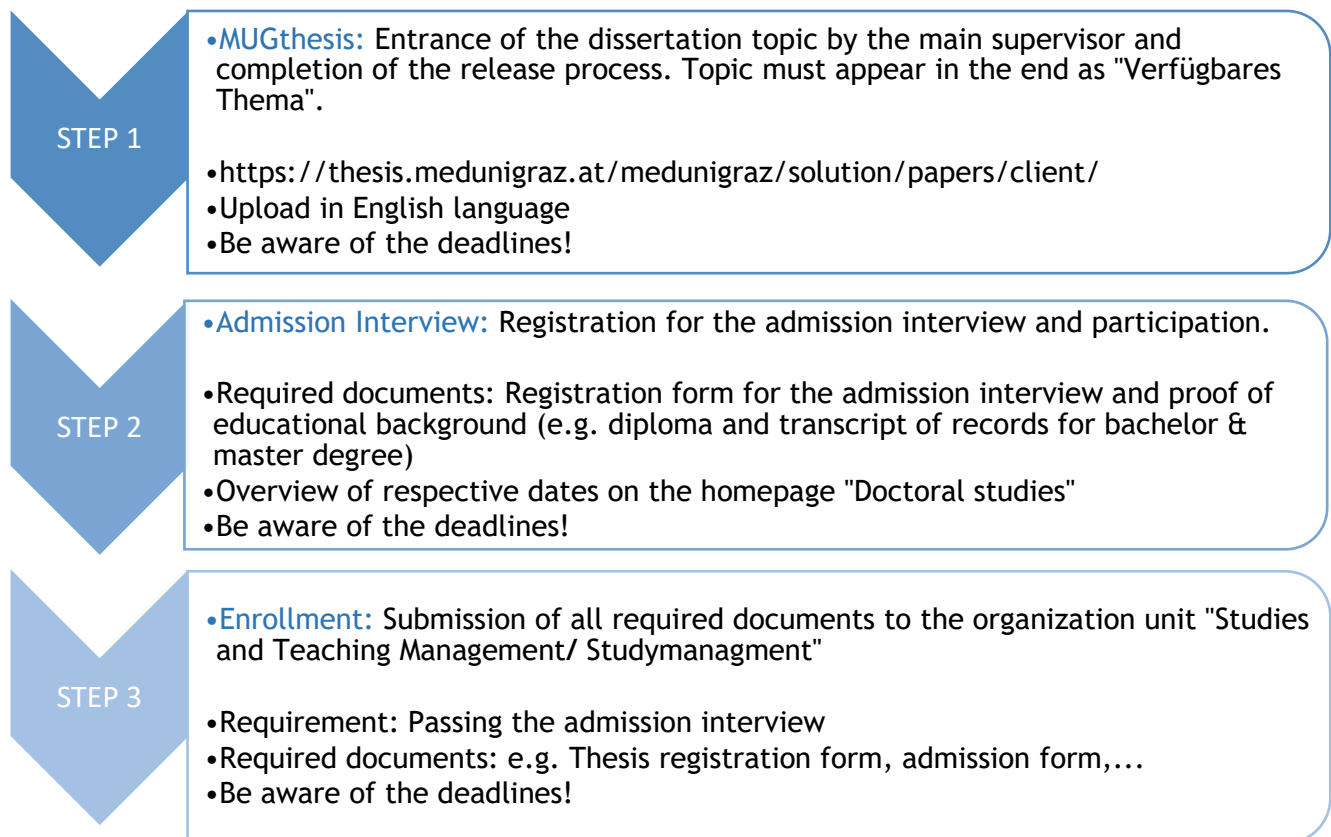 STEP 1
•MUGthesis: Entrance of the dissertation topic by the main supervisor and
completion of the release process. Topic must appear in the end as "Verfügbares
Thema".
•https://thesis.medunigraz.at/medunigraz/solution/papers/client/
•Upload in English language
•Be aware of the deadlines!
STEP 2
•Admission Interview: Registration for the admission interview and participation.
•Required documents: Registration form for the admission interview and proof of
educational background (e.g. diploma and transcript of records for bachelor &
master degree)
•Overview of respective dates on the homepage "Doctoral studies"
•Be aware of the deadlines!
STEP 3
•Enrollment: Submission of all required documents to the organization unit "Studies
and Teaching Management/ Studymanagment"
•Requirement: Passing the admission interview
•Required documents: e.g. Thesis registration form, admission form,...
•Be aware of the deadlines!